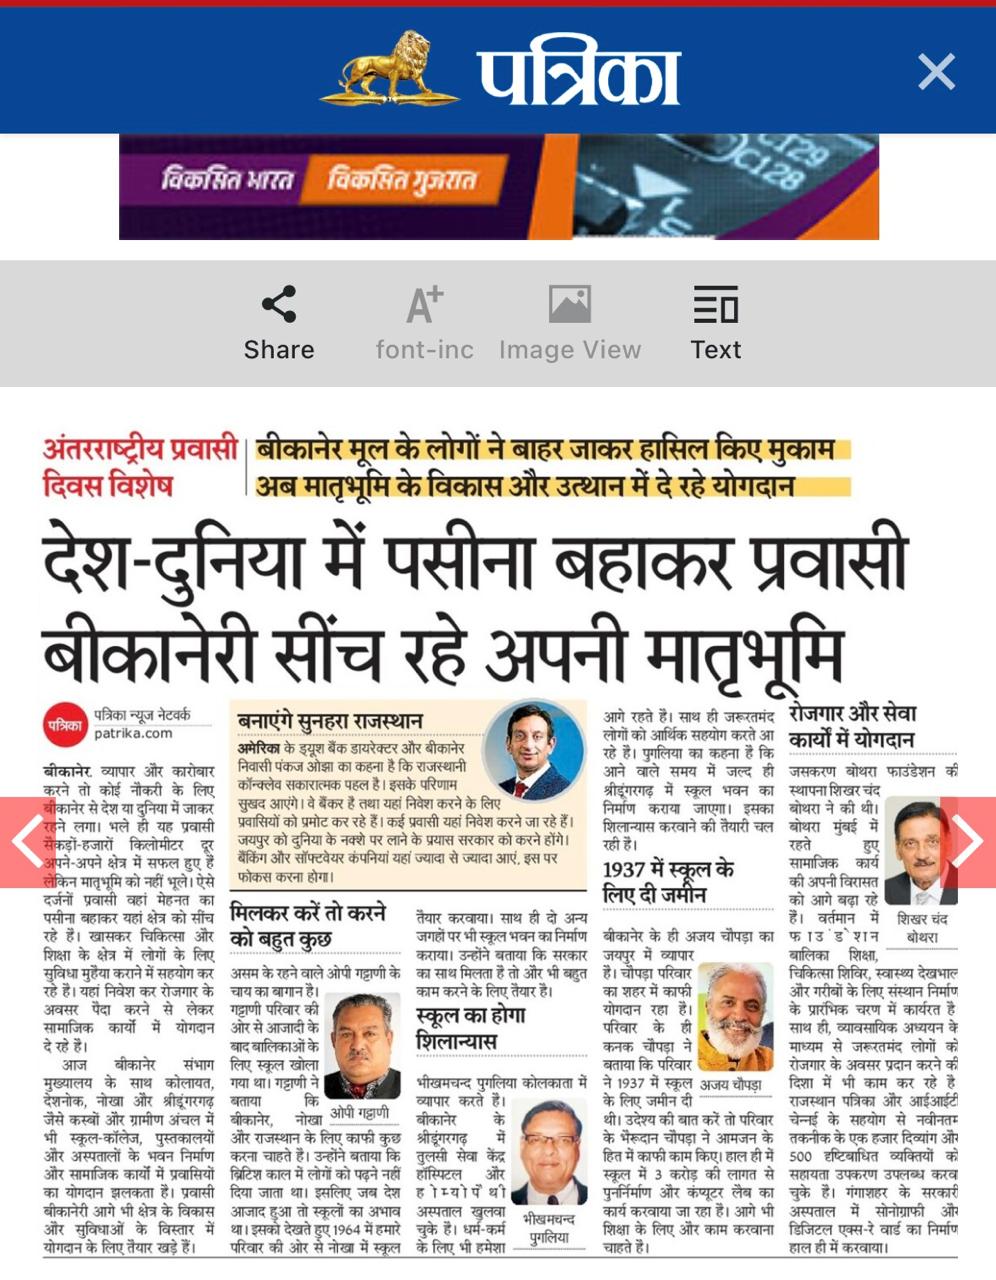 पत्रिका
विकसित भारत
विकसित गुजरात
C129
C128
Share
font-inc
Image View
Text
अंतरराष्ट्रीय प्रवासी
दिवस विशेष
बीकानेर मूल के लोगों ने बाहर जाकर हासिल किए मुकाम
अब मातृभूमि के विकास और उत्थान में दे रहे योगदान
देश-दुनिया में पसीना बहाकर प्रवासी
बीकानेरी सींच रहे अपनी मातृभूमि
पत्रिका
पत्रिका न्यूज नेटवर्क
patrika.com
बीकानेर. व्यापार और कारोबार
करने तो कोई नौकरी के लिए
बीकानेर से देश या दुनिया में जाकर
रहने लगा। भले ही यह प्रवासी
सैकड़ों-हजारों किलोमीटर दूर
अपने-अपने क्षेत्र में सफल हुए हैं
लेकिन मातृभूमि को नहीं भूले। ऐसे
दर्जनों प्रवासी वहां मेहनत का
पसीना बहाकर यहां क्षेत्र को सींच
रहे हैं। खासकर चिकित्सा और
शिक्षा के क्षेत्र में लोगों के लिए
सुविधा मुहैया कराने में सहयोग कर
रहे है। यहां निवेश कर रोजगार के
अवसर पैदा करने से लेकर
सामाजिक कार्यो में योगदान
दे रहे है।
आज बीकानेर संभाग
मुख्यालय के साथ कोलायत,
देशनोक, नोखा और श्रीडूंगरगढ़
जैसे कस्बों और ग्रामीण अंचल में
भी स्कूल-कॉलेज, पुस्तकालयों
और अस्पतालों के भवन निर्माण
और सामाजिक कार्यों में प्रवासियों
का योगदान झलकता है। प्रवासी
बीकानेरी आगे भी क्षेत्र के विकास
और सुविधाओं के विस्तार में
योगदान के लिए तैयार खड़े हैं।
बनाएंगे सुनहरा राजस्थान
अमेरिका के ड्यूश बैंक डायरेक्टर और बीकानेर
निवासी पंकज ओझा का कहना है कि राजस्थानी
कॉन्क्लेव सकारात्मक पहल है। इसके परिणाम
सुखद आएंगे। वे बैंकर है तथा यहां निवेश करने के लिए
प्रवासियों को प्रमोट कर रहे हैं। कई प्रवासी यहां निवेश करने जा रहे हैं।
जयपुर को दुनिया के नक्शे पर लाने के प्रयास सरकार को करने होंगे।
बैंकिंग और सॉफ्टवेयर कंपनियां यहां ज्यादा से ज्यादा आएं, इस पर
फोकस करना होगा।
मिलकर करें तो करने
को बहुत कुछ
असम के रहने वाले ओपी गट्टाणी के
चाय का बागान है।
गट्टाणी परिवार की
ओर से आजादी के
बाद बालिकाओं के
लिए स्कूल खोला
गया था। गट्टाणी ने
बताया कि
बीकानेर, नोखा
और राजस्थान के लिए काफी कुछ
करना चाहते है। उन्होंने बताया कि
ब्रिटिश काल में लोगों को पढ़ने नहीं
दिया जाता था। इसलिए जब देश
आजाद हुआ तो स्कूलों का अभाव
था। इसको देखते हुए 1964 में हमारे
परिवार की ओर से नोखा में स्कूल
ओपी गट्टाणी
तैयार करवाया। साथ ही दो अन्य
जगहों पर भी स्कूल भवन का निर्माण
कराया। उन्होंने बताया कि सरकार
का साथ मिलता है तो और भी बहुत
काम करने के लिए तैयार है।
स्कूल का होगा
शिलान्यास
भीखमचन्द पुगलिया कोलकाता में
व्यापार करते है।
बीकानेर के
श्रीडूंगरगढ़ में
तुलसी सेवा केंद्र
हॉस्पिटल और
होम्योपैथी
अस्पताल खुलवा
चुके है। धर्म-कर्म
के लिए भी हमेशा
भीखमचन्द
पुगलिया
आगे रहते है। साथ ही जरूरतमंद
लोगों को आर्थिक सहयोग करते आ
रहे है। पुगलिया का कहना है कि
आने वाले समय में जल्द ही
श्रीडूंगरगढ़ में स्कूल भवन का
निर्माण कराया जाएगा। इसका
शिलान्यास करवाने की तैयारी चल
रही है।
1937 में स्कूल के
लिए दी जमीन
बीकानेर के ही अजय चौपड़ा का
जयपुर में व्यापार
है। चौपड़ा परिवार
का शहर में काफी
योगदान रहा है।
परिवार के ही
कनक चौपड़ा ने
बताया कि परिवार
ने 1937 में स्कूल
के लिए जमीन दी
थी। उदेश्य की बात करें तो परिवार
के भैंरूदान चौपड़ा ने आमजन के
हित में काफी काम किए। हाल ही में
स्कूल में 3 करोड़ की लागत से
पुनर्निर्माण और कंप्यूटर लैब का
कार्य करवाया जा रहा है। आगे भी
शिक्षा के लिए और काम करवाना
चाहते है।
अजय चौपड़ा
रोजगार और सेवा
कार्यों में योगदान
जसकरण बोथरा फाउंडेशन की
स्थापना शिखर चंद
बोथरा ने की थी।
बोथरा मुंबई में
रहते हुए
सामाजिक कार्य
की अपनी विरासत
को आगे बढ़ा रहे
है। वर्तमान में
फाउंडेशन
बालिका शिक्षा,
चिकित्सा शिविर, स्वास्थ्य देखभाल
और गरीबों के लिए संस्थान निर्माण
के प्रारंभिक चरण में कार्यरत है
साथ ही, व्यावसायिक अध्ययन के
माध्यम से जरूरतमंद लोगों को
रोजगार के अवसर प्रदान करने की
दिशा में भी काम कर रहे है
राजस्थान पत्रिका और आईआईटी
चेन्नई के सहयोग से नवीनतम
तकनीक के एक हजार दिव्यांग और
500 दृष्टिबाधित व्यक्तियों को
सहायता उपकरण उपलब्ध करवा
चुके है। गंगाशहर के सरकारी
अस्पताल में सोनोग्राफी और
डिजिटल एक्स-रे वार्ड का निर्माण
हाल ही में करवाया।
शिखर चंद
बोथरा